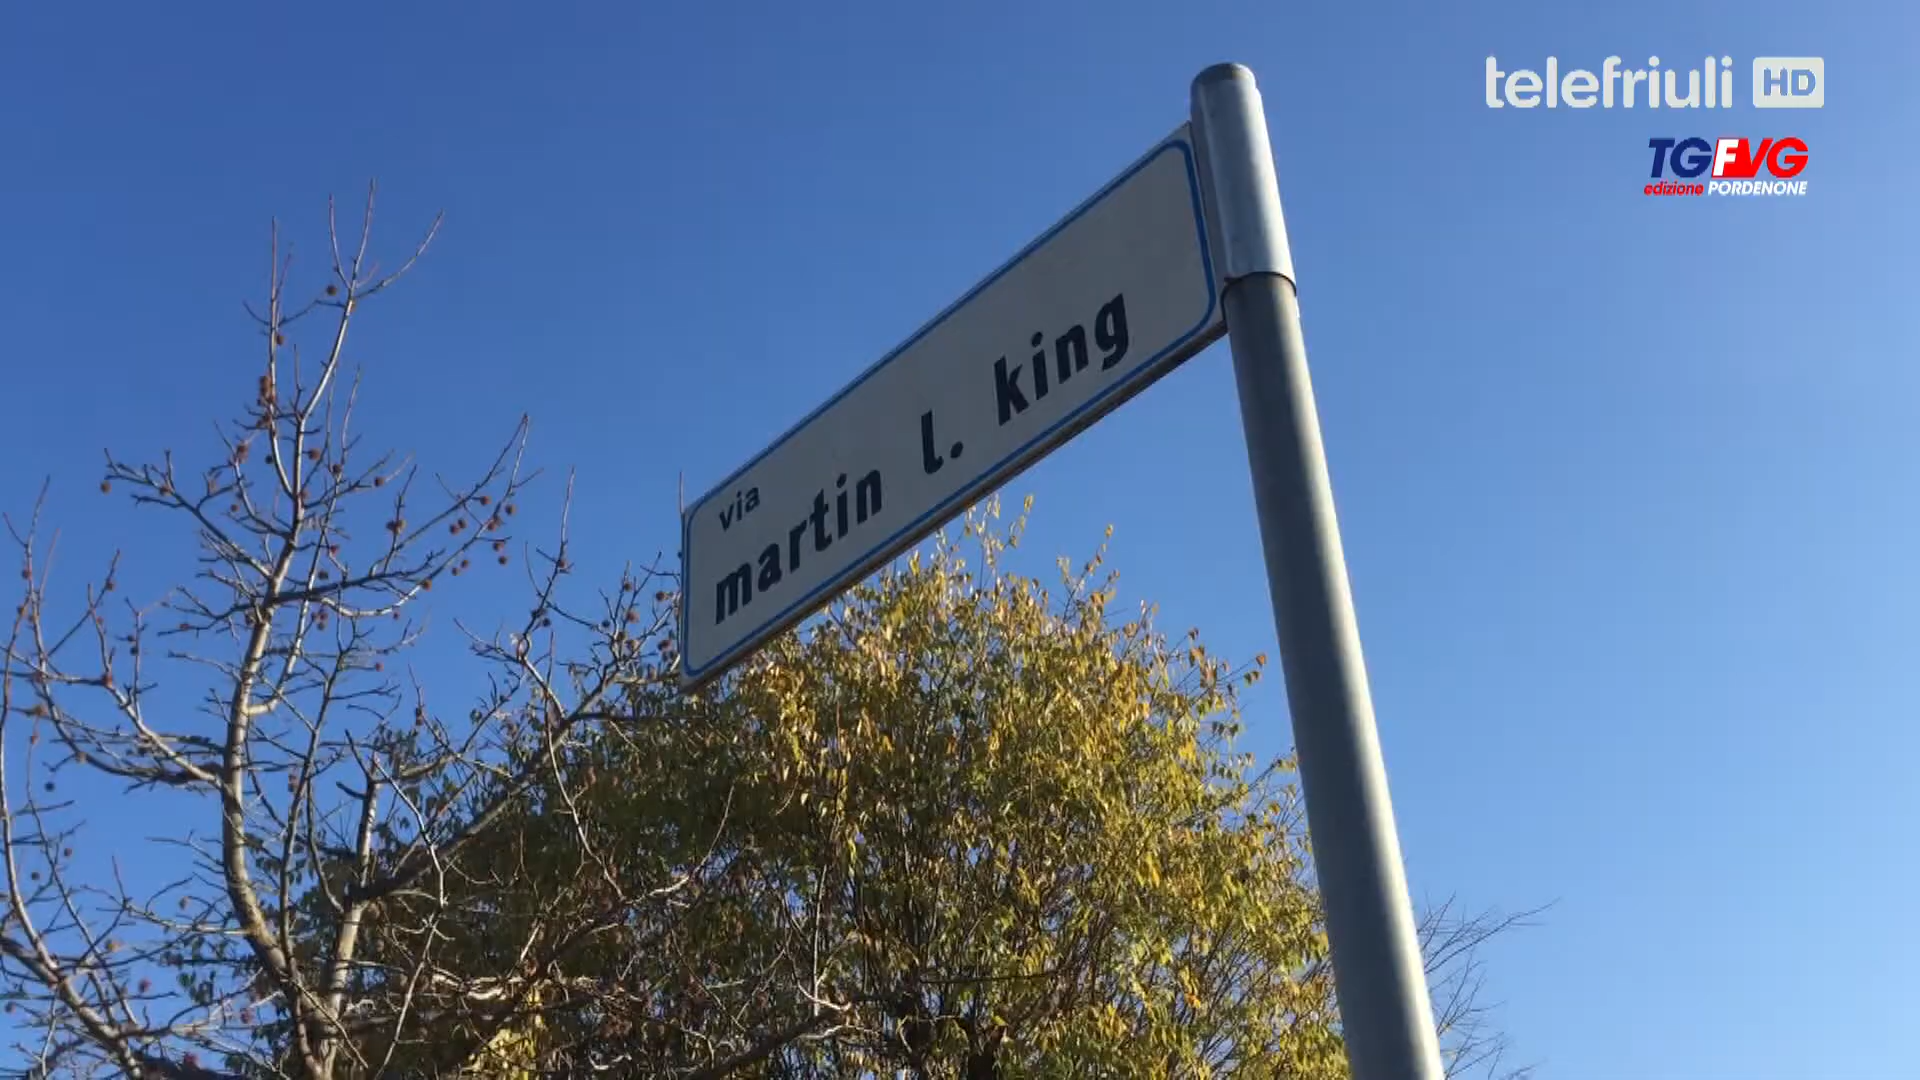 telefriuli HD
TGFVG
edizione PORDENONE
via
martin l. king